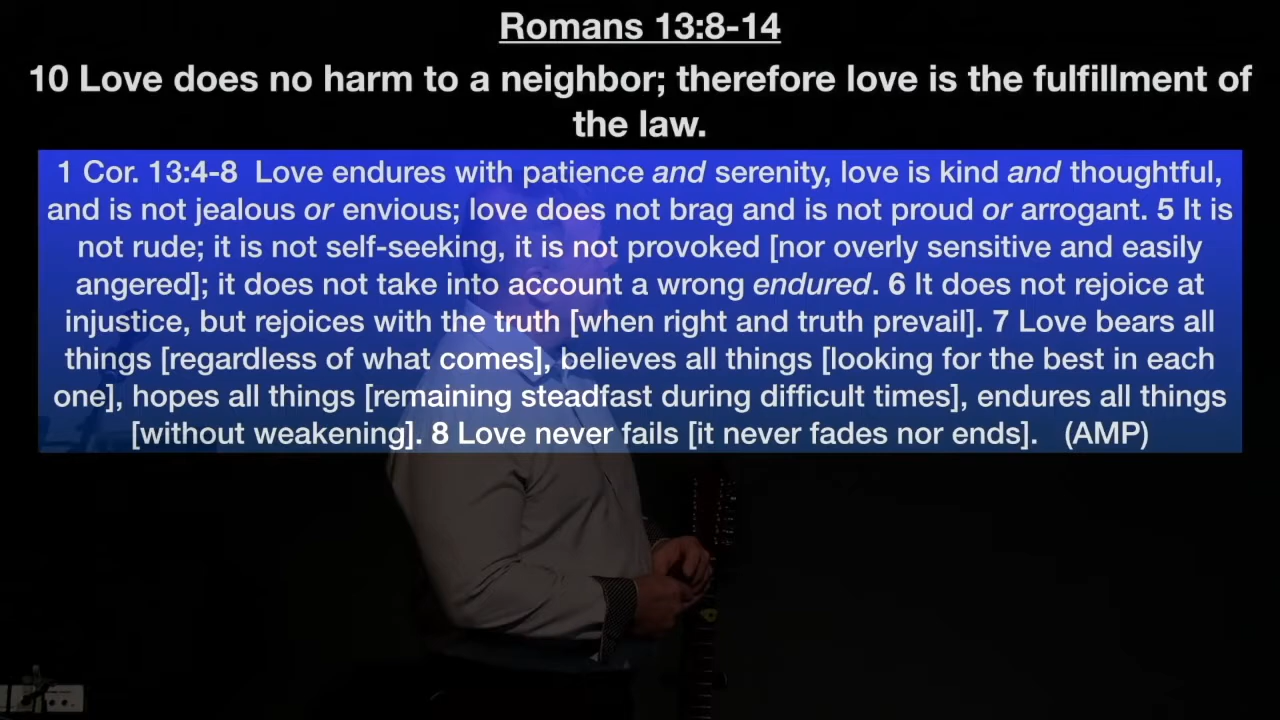 Romans 13:8-14
10 Love does no harm to a neighbor; therefore love is the fulfillment of
the law.
1 Cor. 13:4-8  Love endures with patience and serenity, love is kind and thoughtful,
and is not jealous or envious; love does not brag and is not proud or arrogant. 5 It is
not rude; it is not self-seeking, it is not provoked [nor overly sensitive and easily
angered]; it does not take into account a wrong endured. 6 It does not rejoice at
injustice, but rejoices with the truth [when right and truth prevail]. 7 Love bears all
things [regardless of what comes], believes all things [looking for the best in each
one], hopes all things [remaining steadfast during difficult times], endures all things
[without weakening]. 8 Love never fails [it never fades nor ends].   (AMP)